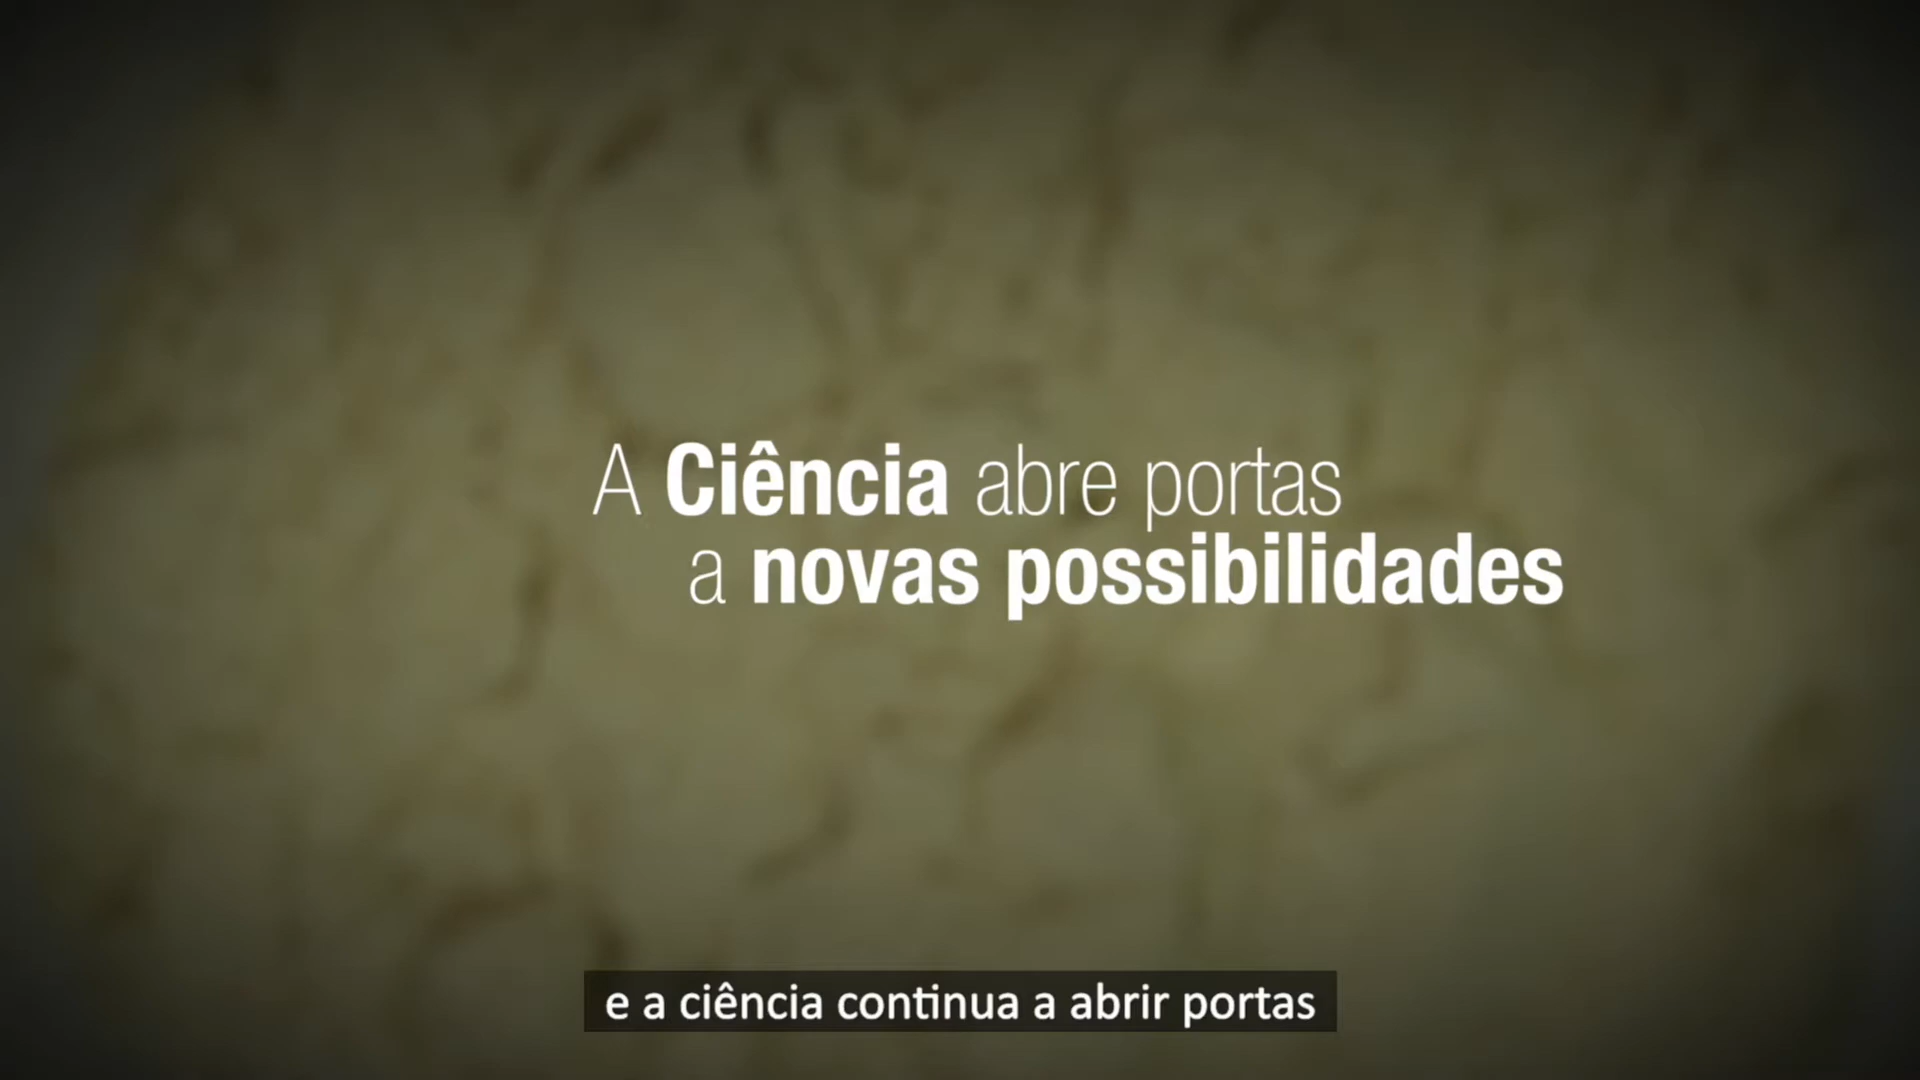 A Ciência abre portas
a novas possibilidades
e a ciência continua a abrir portas